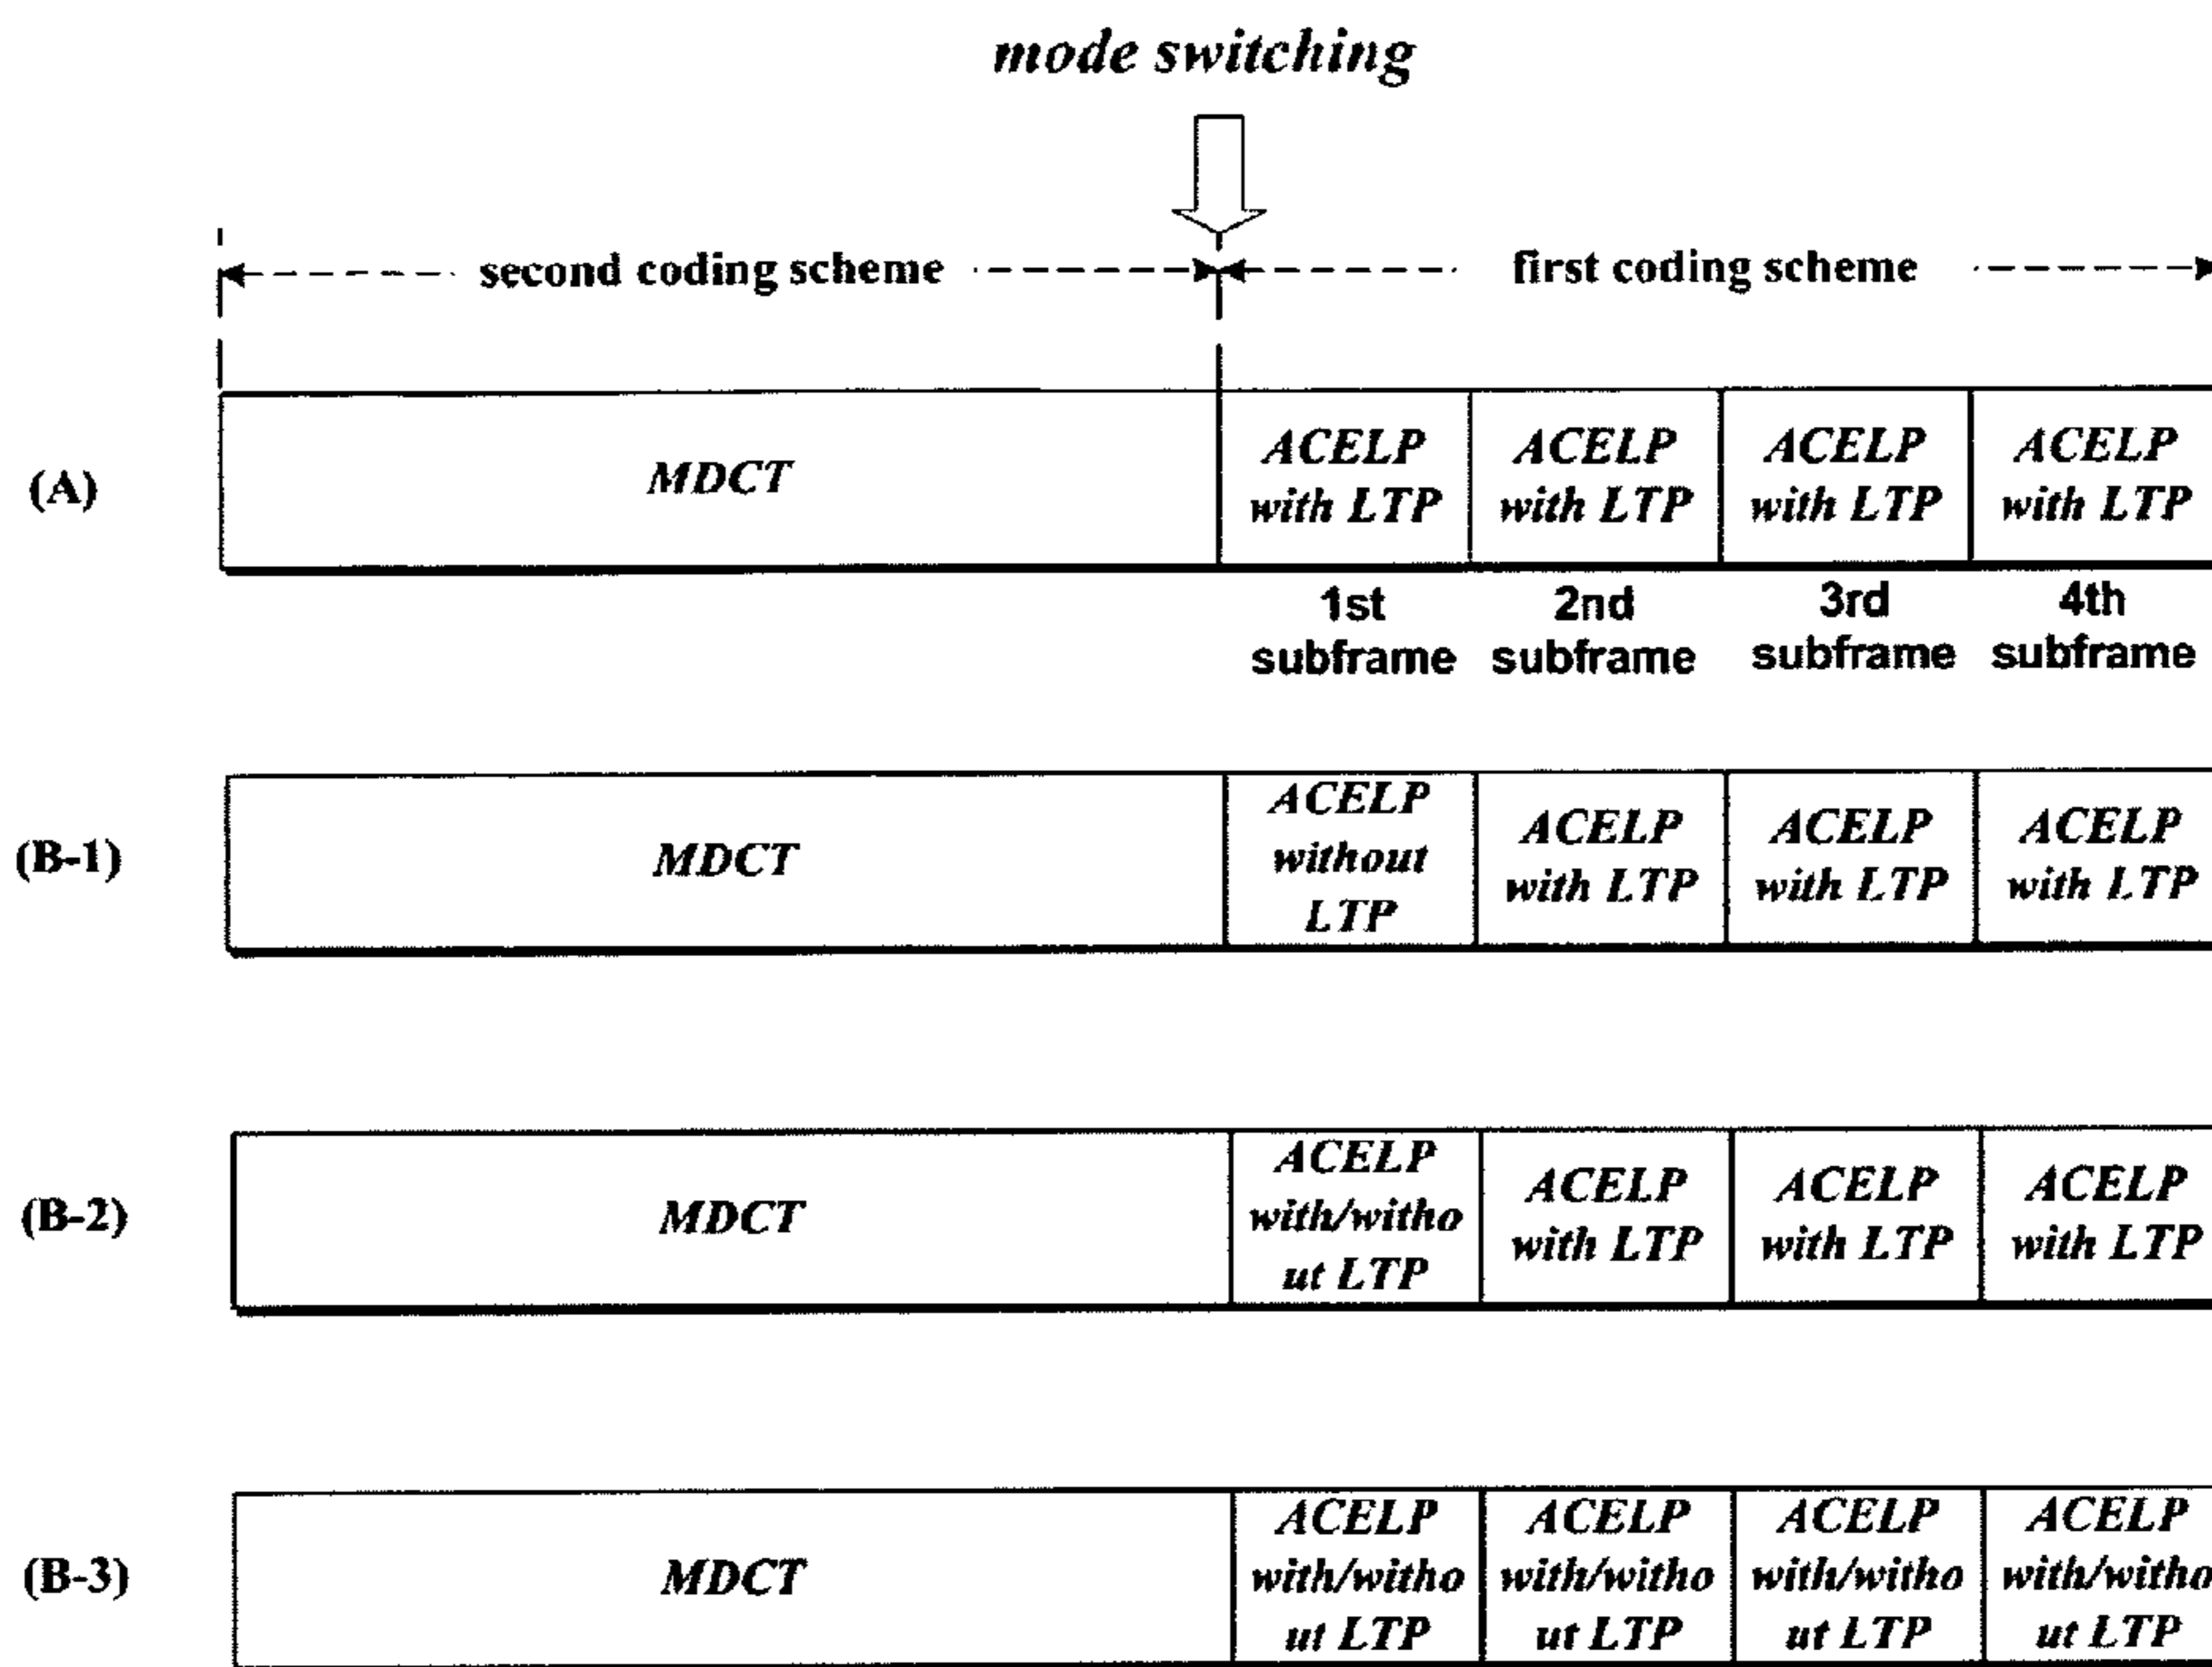 mode switching
second coding scheme first coding scheme
(A)
MDCT
ACELP
with LTP
ACELP
with LTP
ACELP
with LTP
ACELP
with LTP
1st
subframe
2nd
subframe
3rd
subframe
4th
subframe
(B-1)
MDCT
ACELP
without
LTP
ACELP
with LTP
ACELP
with LTP
ACELP
with LTP
(B-2)
MDCT
ACELP
with/witho
ut LTP
ACELP
with LTP
ACELP
with LTP
ACELP
with LTP
(B-3)
MDCT
ACELP
with/witho
ut LTP
ACELP
with/witho
ut LTP
ACELP
with/witho
ut LTP
ACELP
with/witho
ut LTP